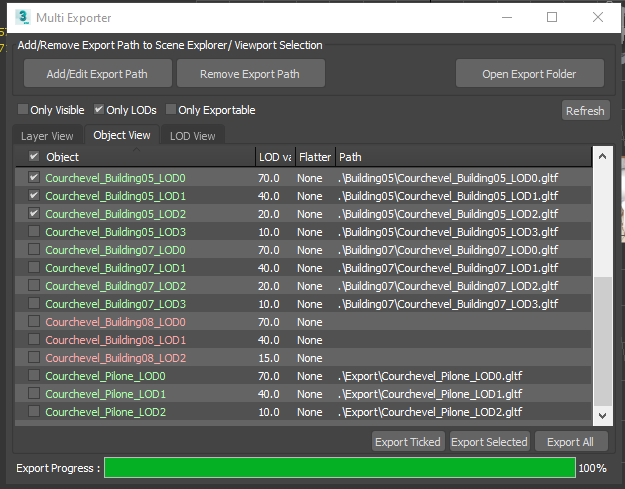 3 Multi Exporter
Add/Remove Export Path to Scene Explorer/ Viewport Selection
Add/Edit Export Path Remove Export Path Open Export Folder
Only Visible Only LODs Only Exportable
Refresh
Layer View Object View LOD View
Object LOD va Flatter Path
Courchevel_Building05_LOD0 70.0 None .\Building05\Courchevel_Building05_LOD0.gltf
Courchevel_Building05_LOD1 40.0 None .\Building05\Courchevel_Building05_LOD1.gltf
Courchevel_Building05_LOD2 20.0 None .\Building05\Courchevel_Building05_LOD2.gltf
Courchevel_Building05_LOD3 10.0 None .\Building05\Courchevel_Building05_LOD3.gltf
Courchevel_Building07_LOD0 70.0 None .\Building07\Courchevel_Building07_LOD0.gltf
Courchevel_Building07_LOD1 40.0 None .\Building07\Courchevel_Building07_LOD1.gltf
Courchevel_Building07_LOD2 20.0 None .\Building07\Courchevel_Building07_LOD2.gltf
Courchevel_Building07_LOD3 10.0 None .\Building07\Courchevel_Building07_LOD3.gltf
Courchevel_Building08_LOD0 70.0 None
Courchevel_Building08_LOD1 40.0 None
Courchevel_Building08_LOD2 15.0 None
Courchevel_Pilone_LOD0 70.0 None .\Export\Courchevel_Pilone_LOD0.gltf
Courchevel_Pilone_LOD1 40.0 None .\Export\Courchevel_Pilone_LOD1.gltf
Courchevel_Pilone_LOD2 10.0 None .\Export\Courchevel_Pilone_LOD2.gltf
Export Ticked Export Selected Export All
Export Progress : 100%